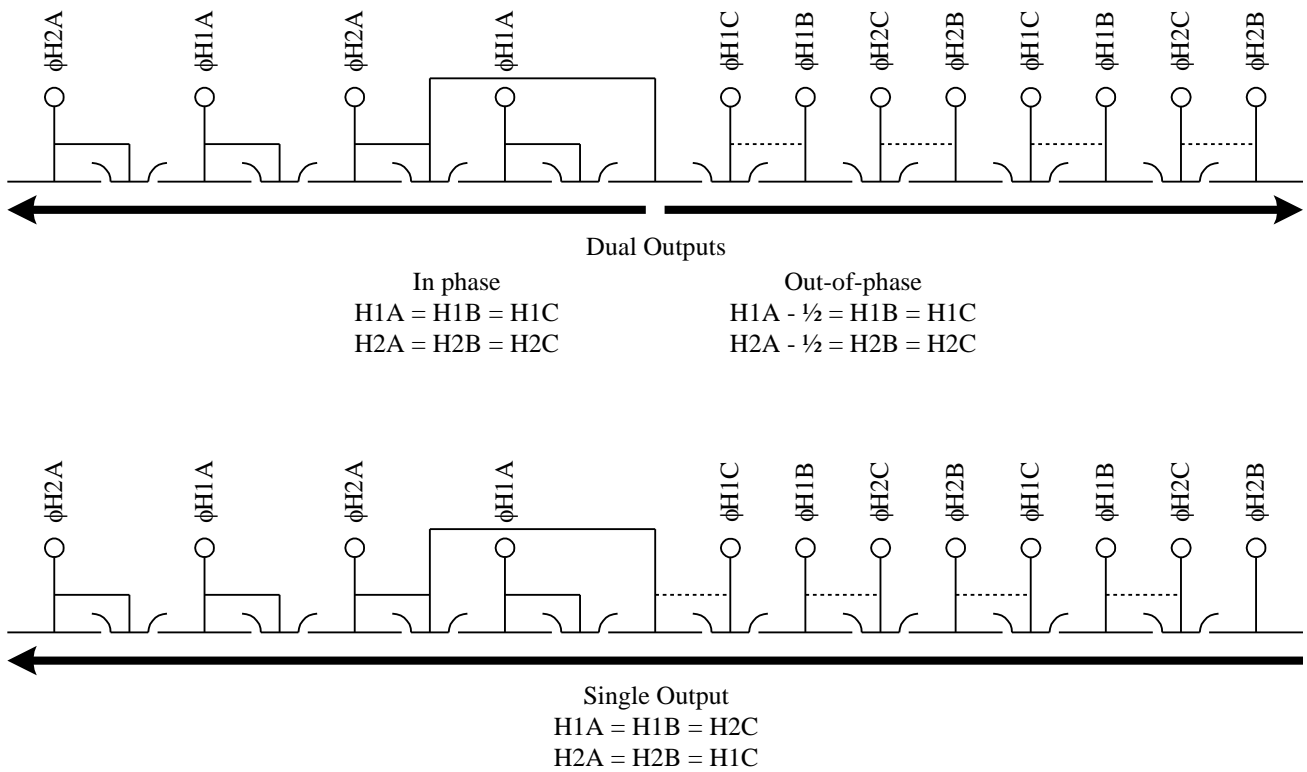 ϕH2A ϕH1A ϕH2A ϕH1A ϕH1C ϕH1B ϕH2C ϕH2B ϕH1C ϕH1B ϕH2C ϕH2B
Dual Outputs
In phase
H1A = H1B = H1C
H2A = H2B = H2C
Out-of-phase
H1A - ½ = H1B = H1C
H2A - ½ = H2B = H2C
ϕH2A ϕH1A ϕH2A ϕH1A ϕH1C ϕH1B ϕH2C ϕH2B ϕH1C ϕH1B ϕH2C ϕH2B
Single Output
H1A = H1B = H2C
H2A = H2B = H1C